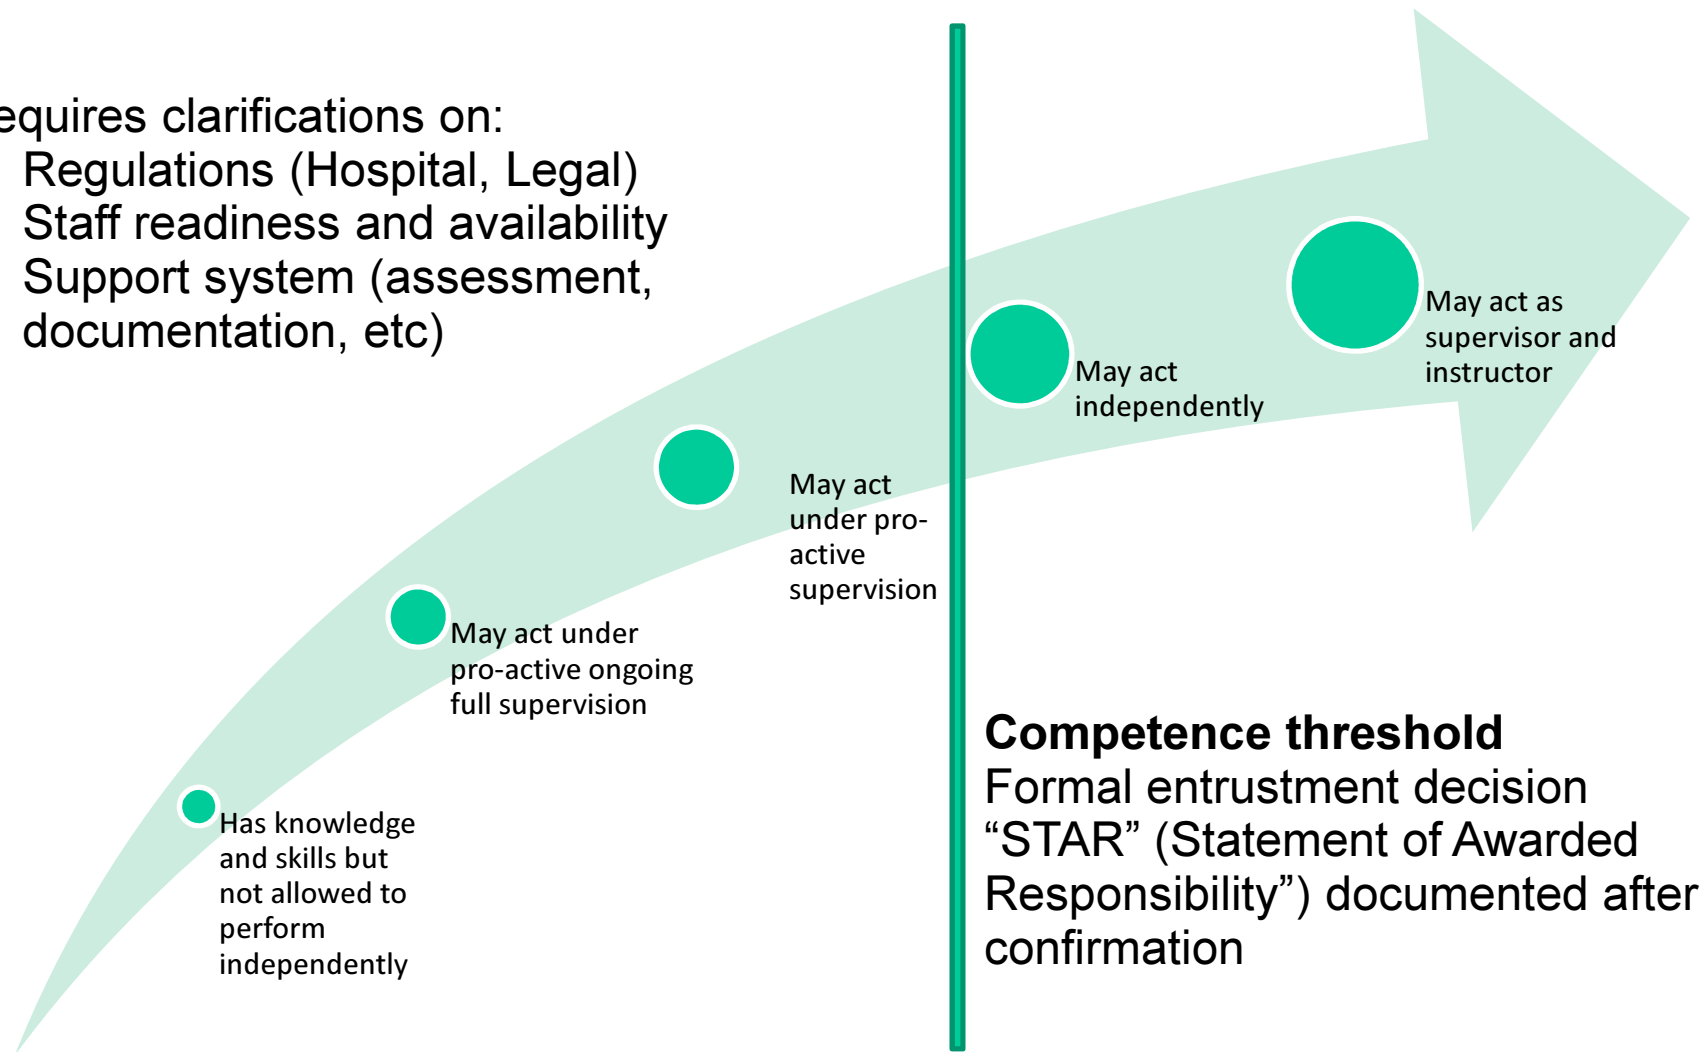 equires clarifications on:
Regulations (Hospital, Legal)
Staff readiness and availability
Support system (assessment,
documentation, etc)
May act as
supervisor and
instructor
May act
independently
May act
under pro-
active
supervision
May act under
pro-active ongoing
full supervision
Has knowledge
and skills but
not allowed to
perform
independently
Competence threshold
Formal entrustment decision
“STAR” (Statement of Awarded
Responsibility”) documented after
confirmation